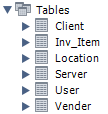 Tables
Client
Inv_Item
Location
Server
User
Vender